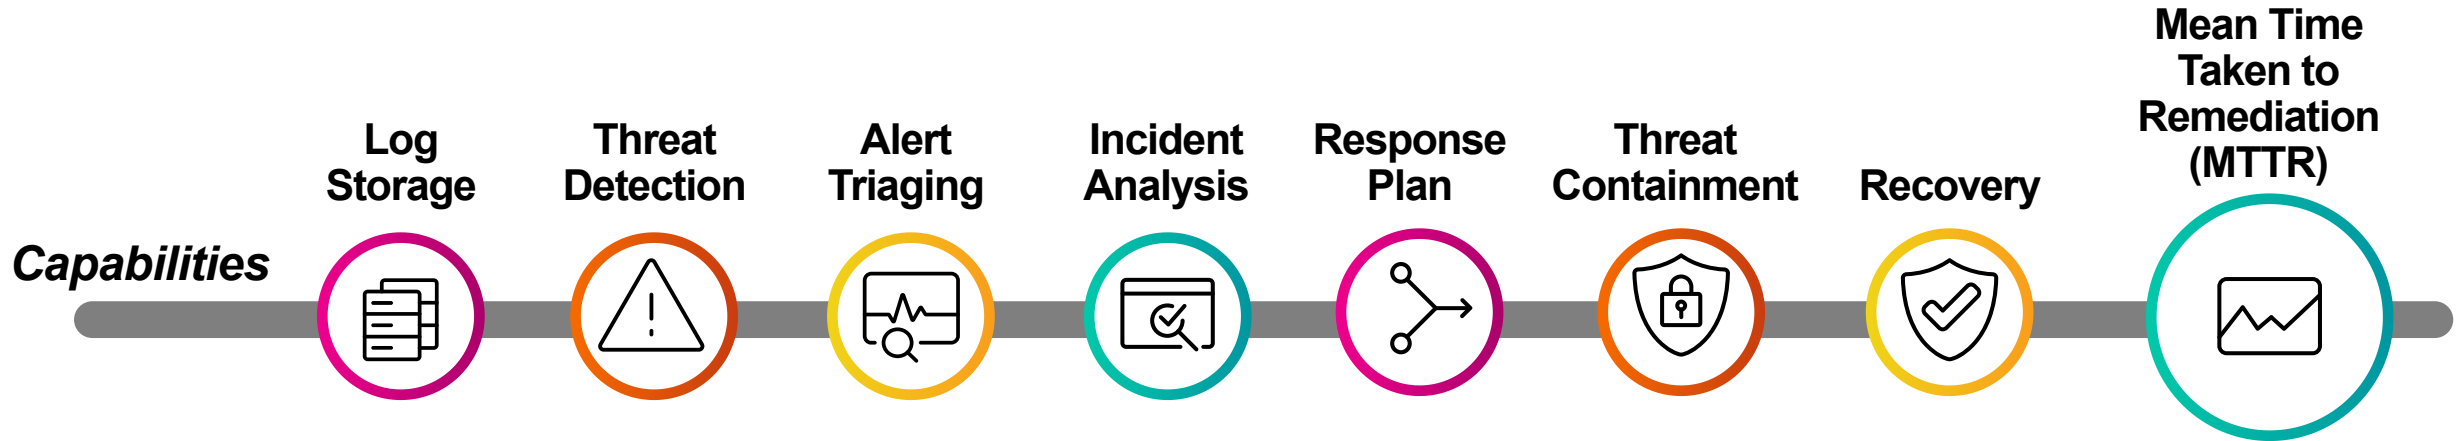 Capabilities
Log
Storage
Threat
Detection
Alert
Triaging
Incident
Analysis
Response
Plan
Threat
Containment
Recovery
Mean Time
Taken to
Remediation
(MTTR)